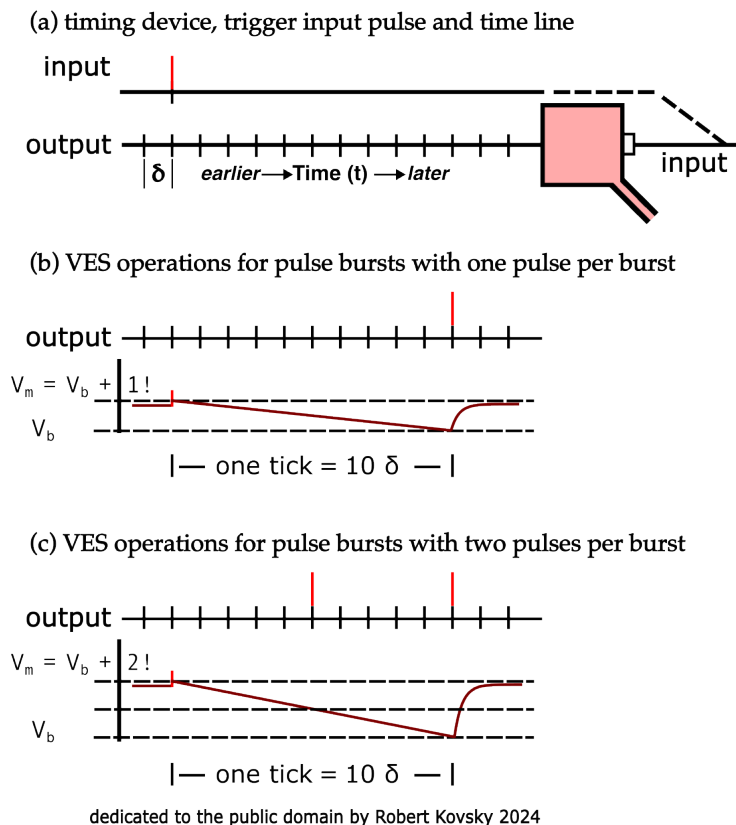 (a) timing device, trigger input pulse and time line
input
output
input
|δ| earlier→Time (t)→later
(b) VES operations for pulse bursts with one pulse per burst
output
Vm = Vb + 1!
Vb
|— one tick = 10 δ —|
(c) VES operations for pulse bursts with two pulses per burst
output
Vm = Vb + 2!
Vb
|— one tick = 10 δ —|
dedicated to the public domain by Robert Kovsky 2024